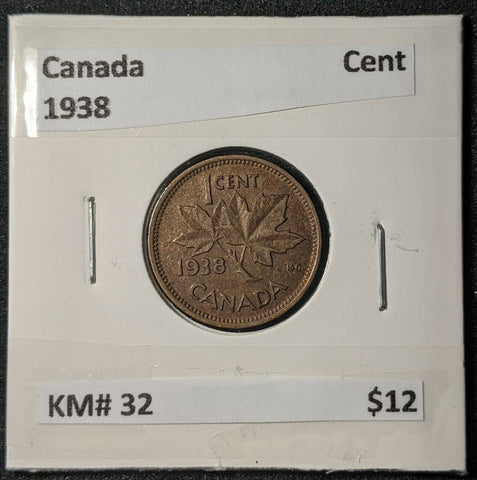 Canada Cent
1938
1 CENT
1938
CANADA
KM# 32 $12